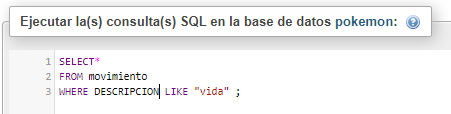 Ejecutar la(s) consulta(s) SQL en la base de datos pokemon:
1 SELECT*
2 FROM movimiento
3 WHERE DESCRIPCION LIKE "vida" ;